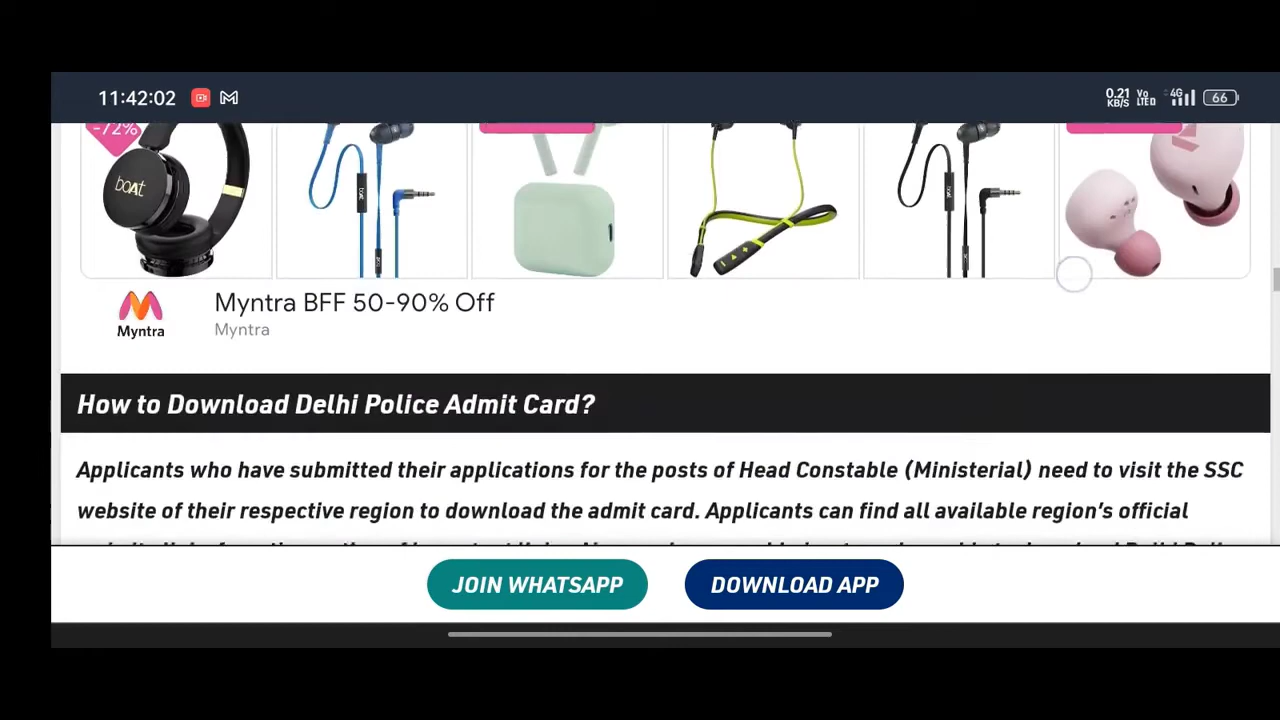 11:42:02
0.21 KB/S Vo LTE 4G 66
-72%
boAt
Myntra BFF 50-90% Off
Myntra
Myntra
How to Download Delhi Police Admit Card?
Applicants who have submitted their applications for the posts of Head Constable (Ministerial) need to visit the SSC
website of their respective region to download the admit card. Applicants can find all available region's official
JOIN WHATSAPP
DOWNLOAD APP